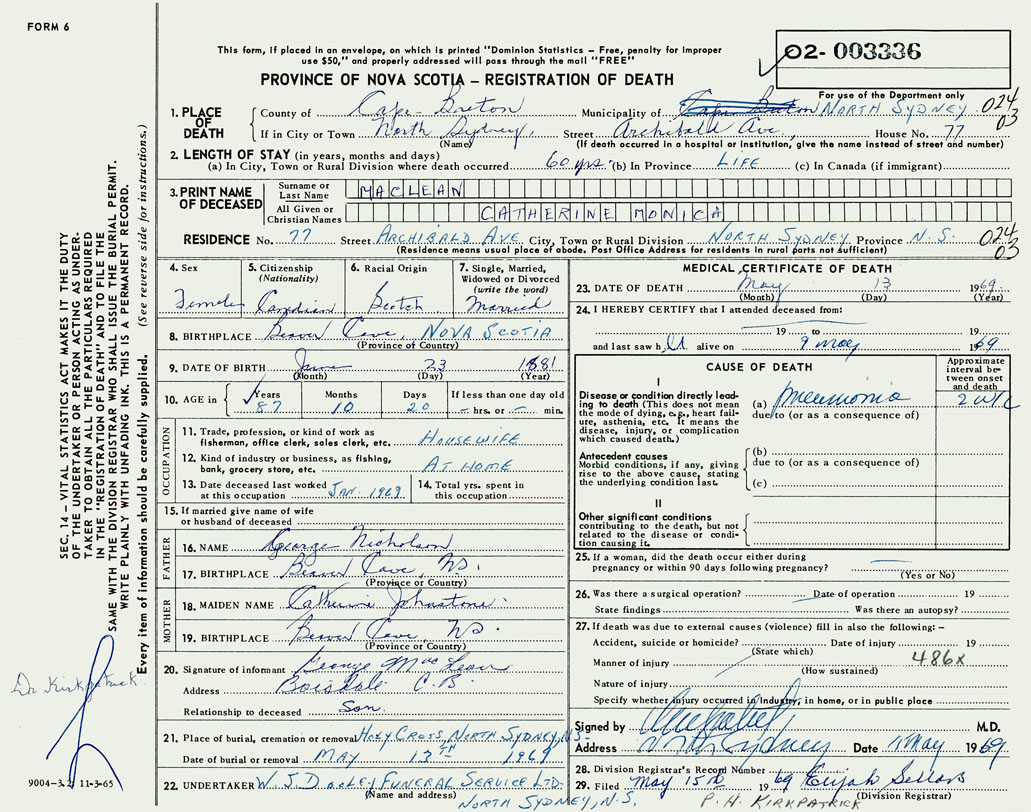 FORM 6
This form, if placed in an envelope, on which is printed "Dominion Statistics – Free, penalty for improper
use $50," and properly addressed will pass through the mail "FREE"
PROVINCE OF NOVA SCOTIA – REGISTRATION OF DEATH
02- 003336
For use of the Department only
1. PLACE OF DEATH County of Cape Breton Municipality of Cape Breton NORTH SYDNEY 024 03
If in City or Town North Sydney, Street Archibald Ave., House No. 77
(Name) (If death occurred in a hospital or institution, give the name instead of street and number)
2. LENGTH OF STAY (in years, months and days)
(a) In City, Town or Rural Division where death occurred 60 yrs. (b) In Province LIFE (c) In Canada (if immigrant)
3. PRINT NAME OF DECEASED Surname or Last Name MACLEAN
All Given or Christian Names CATHERINE MONICA
RESIDENCE No. 77 Street ARCHIBALD AVE City, Town or Rural Division NORTH SYDNEY Province N.S. 024 03
(Residence means usual place of abode. Post Office Address for residents in rural parts not sufficient)
4. Sex Female
5. Citizenship (Nationality) Canadian
6. Racial Origin Scotch
7. Single, Married, Widowed or Divorced (write the word) Married
8. BIRTHPLACE Beaver Cove, NOVA SCOTIA
(Province of Country)
9. DATE OF BIRTH June 23 1881
(Month) (Day) (Year)
10. AGE in Years 87 Months 10 Days 20 If less than one day old – hrs. or – min.
OCCUPATION
11. Trade, profession, or kind of work as fisherman, office clerk, sales clerk, etc. HOUSEWIFE
12. Kind of industry or business, as fishing, bank, grocery store, etc. AT HOME
13. Date deceased last worked at this occupation JAN. 1969
14. Total yrs. spent in this occupation
15. If married give name of wife or husband of deceased
FATHER
16. NAME George Nicholson
17. BIRTHPLACE Beaver Cove, NS.
(Province or Country)
MOTHER
18. MAIDEN NAME Catherine Johnstone.
19. BIRTHPLACE Beaver Cove, NS.
(Province or Country)
20. Signature of informant George MacLean
Address Boisdale C.B.
Relationship to deceased Son.
21. Place of burial, cremation or removal HOLY CROSS NORTH SYDNEY, N.S.
Date of burial or removal MAY 13TH 1969
22. UNDERTAKER W. J. DOOLEY FUNERAL SERVICE LTD.
(Name and address)
NORTH SYDNEY, N.S.
MEDICAL CERTIFICATE OF DEATH
23. DATE OF DEATH May 13 1969
(Month) (Day) (Year)
24. I HEREBY CERTIFY that I attended deceased from:
19 to
and last saw h alive on 9 May 1969
CAUSE OF DEATH
Approximate interval between onset and death
I
Disease or condition directly leading to death (This does not mean the mode of dying, e.g., heart failure, asthenia, etc. It means the disease, injury, or complication which caused death.)
(a) pneumonia
due to (or as a consequence of)
Antecedent causes
Morbid conditions, if any, giving rise to the above cause, stating the underlying condition last.
(b)
due to (or as a consequence of)
(c)
II
Other significant conditions contributing to the death, but not related to the disease or condition causing it.
25. If a woman, did the death occur either during pregnancy or within 90 days following pregnancy?
(Yes or No)
26. Was there a surgical operation? Date of operation 19
State findings Was there an autopsy?
27. If death was due to external causes (violence) fill in also the following: –
Accident, suicide or homicide? Date of injury 19
(State which)
Manner of injury 486x
(How sustained)
Nature of injury
Specify whether injury occurred in Industry, in home, or in public place
Signed by M.D.
Address North Sydney Date May 1969
28. Division Registrar's Record Number
29. Filed May 15th 1969 Elijah Sellars
(Division Registrar)
P. H. KIRKPATRICK
SEC. 14 – VITAL STATISTICS ACT MAKES IT THE DUTY
OF THE UNDERTAKER OR PERSON ACTING AS UNDER-
TAKER TO OBTAIN ALL THE PARTICULARS REQUIRED
IN THE "REGISTRATION OF DEATH" AND TO FILE THE
SAME WITH THE DIVISION REGISTRAR WHO SHALL ISSUE THE BURIAL PERMIT.
WRITE PLAINLY WITH UNFADING INK. THIS IS A PERMANENT RECORD.
Every item of information should be carefully supplied. (See reverse side for instructions.)
Dr. Kirkpatrick
9004-3.2; 11-3-65